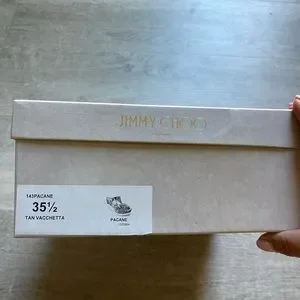 JIMMY CHOO
143PACANE
35½
TAN VACCHETTA
PACANE